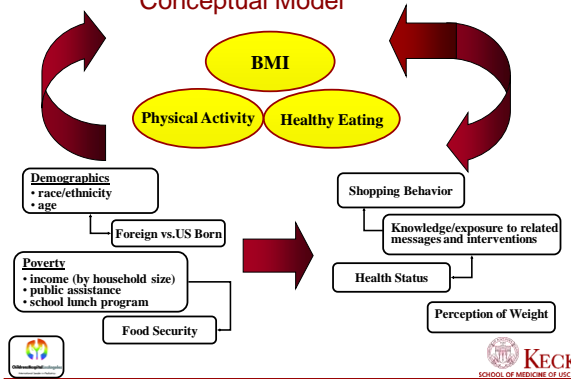 Conceptual Model
BMI
Physical Activity
Healthy Eating
Demographics
• race/ethnicity
• age
Foreign vs.US Born
Poverty
• income (by household size)
• public assistance
• school lunch program
Food Security
Shopping Behavior
Knowledge/exposure to related
messages and interventions
Health Status
Perception of Weight
KECK
SCHOOL OF MEDICINE OF USC